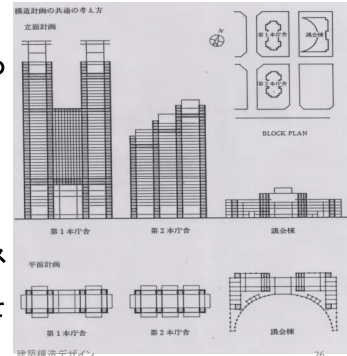 構造計画の共通の考え方
立面計画
N
第1本庁舎
議会棟
第2本庁舎
BLOCK PLAN
の
第1本庁舎
第2本庁舎
議会棟
ス
平面計画
て
第1本庁舎
第2本庁舎
議会棟
建築構造デザイン
26